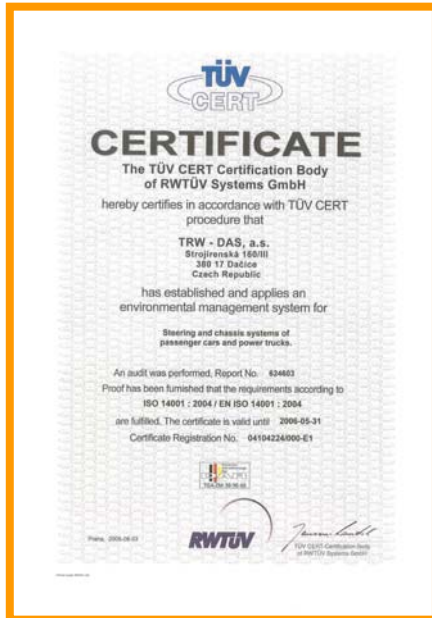 TÜV
CERT
CERTIFICATE
The TÜV CERT Certification Body
of RWTÜV Systems GmbH
hereby certifies in accordance with TÜV CERT
procedure that
TRW - DAS, a.s.
Strojírenská 160/III
380 17 Dačice
Czech Republic
has established and applies an
environmental management system for
Steering and chassis systems of
passenger cars and power trucks.
An audit was performed, Report No. 624603
Proof has been furnished that the requirements according to
ISO 14001 : 2004 / EN ISO 14001 : 2004
are fulfilled. The certificate is valid until 2006-05-31
Certificate Registration No. 04104224/000-E1
RWTÜV
TÜV CERT-Certification Body
of RWTÜV Systems GmbH